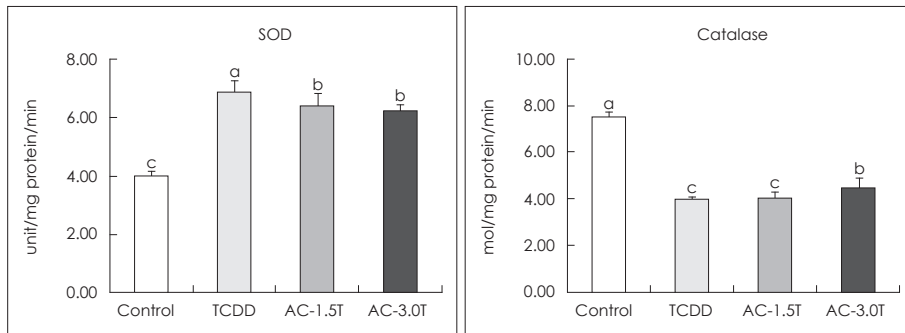 SOD
unit/mg protein/min
8.00
6.00
4.00
2.00
0.00
c
a
b
b
Control
TCDD
AC-1.5T
AC-3.0T
Catalase
mol/mg protein/min
10.00
8.00
6.00
4.00
2.00
0.00
a
c
c
b
Control
TCDD
AC-1.5T
AC-3.0T